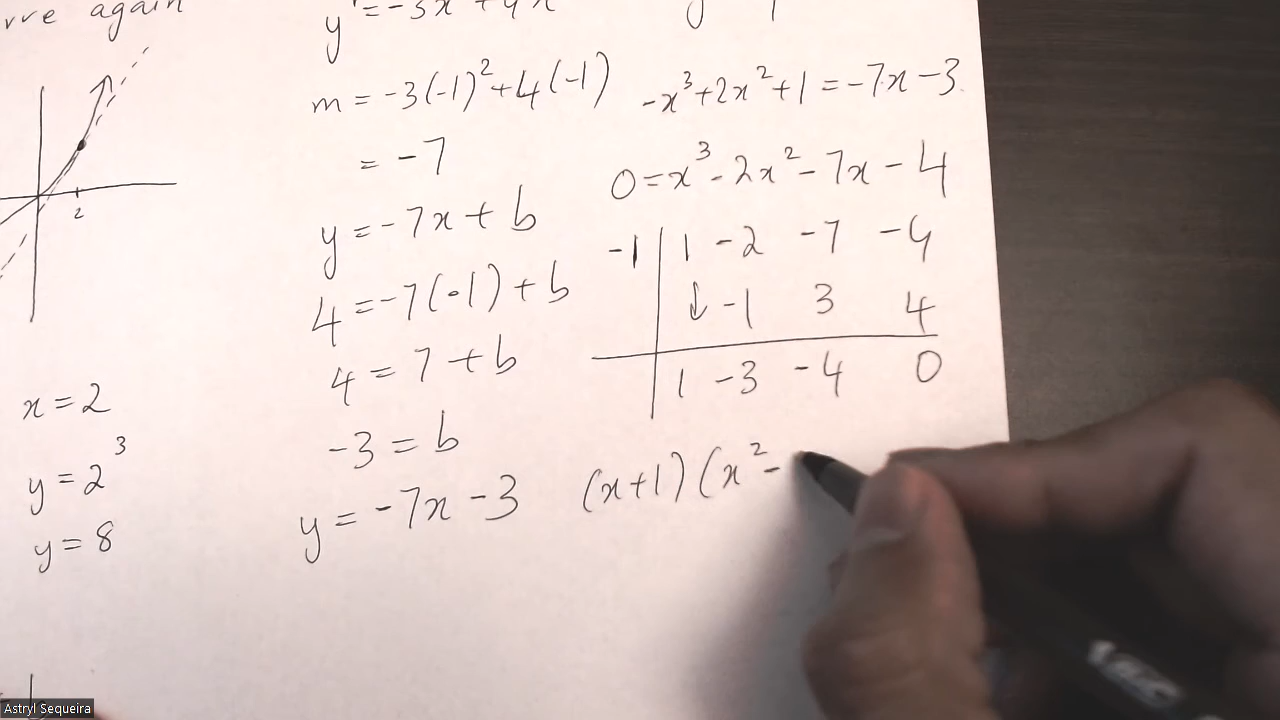 again
y' = -3x² + 4x
y
m = -3(-1)² + 4(-1)
= -7
y = -7x + b
4 = -7(-1) + b
4 = 7 + b
-3 = b
y = -7x - 3
-x³ + 2x² + 1 = -7x - 3
0 = x³ - 2x² - 7x - 4
-1 | 1 -2 -7 -4
↓ -1 3 4
1 -3 -4 0
(x+1)(x² -
2
x = 2
y = 2³
y = 8
BIC
Astryl Sequeira